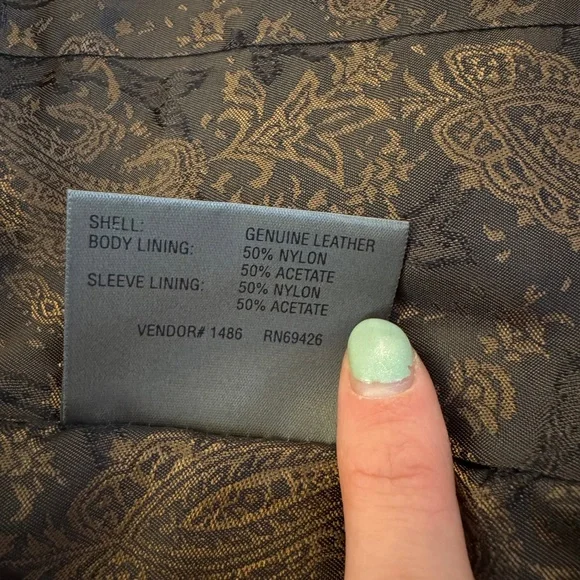 SHELL: GENUINE LEATHER
BODY LINING: 50% NYLON
50% ACETATE
SLEEVE LINING: 50% NYLON
50% ACETATE
VENDOR# 1486 RN69426